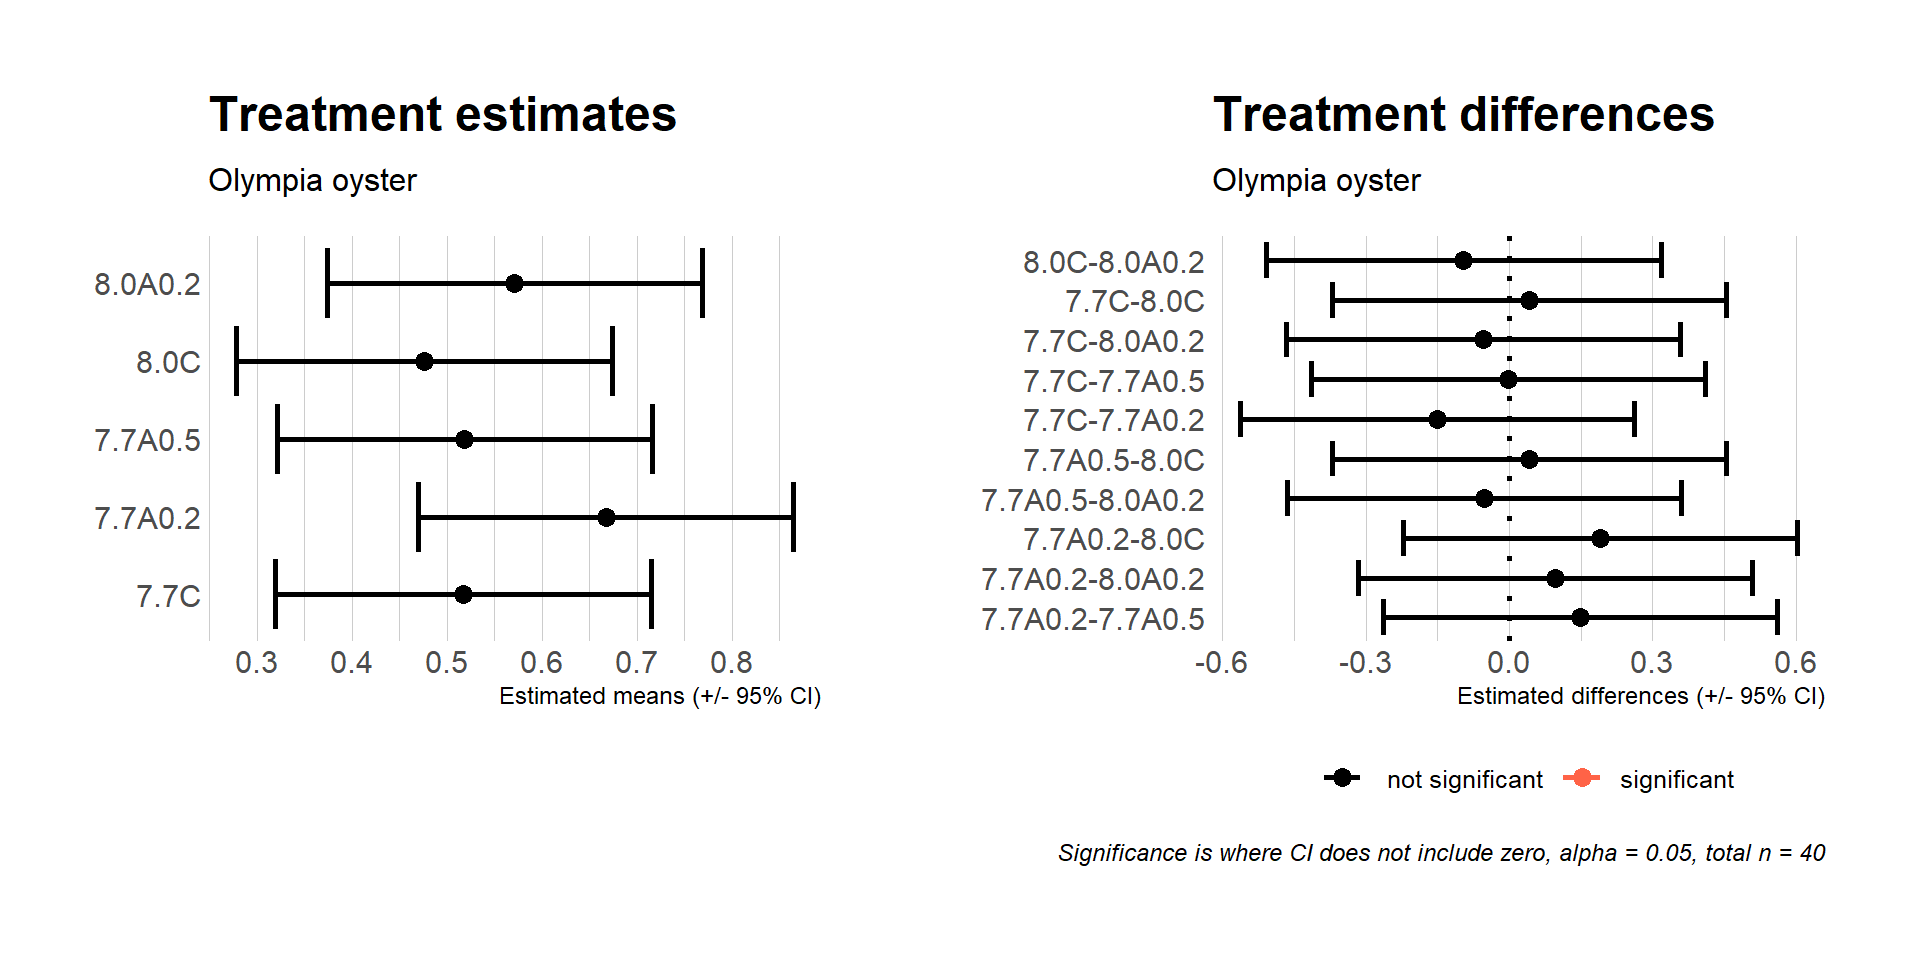 Treatment estimates
Olympia oyster
8.0A0.2
8.0C
7.7A0.5
7.7A0.2
7.7C
0.3 0.4 0.5 0.6 0.7 0.8
Estimated means (+/- 95% CI)
Treatment differences
Olympia oyster
8.0C-8.0A0.2
7.7C-8.0C
7.7C-8.0A0.2
7.7C-7.7A0.5
7.7C-7.7A0.2
7.7A0.5-8.0C
7.7A0.5-8.0A0.2
7.7A0.2-8.0C
7.7A0.2-8.0A0.2
7.7A0.2-7.7A0.5
-0.6 -0.3 0.0 0.3 0.6
Estimated differences (+/- 95% CI)
not significant significant
Significance is where CI does not include zero, alpha = 0.05, total n = 40